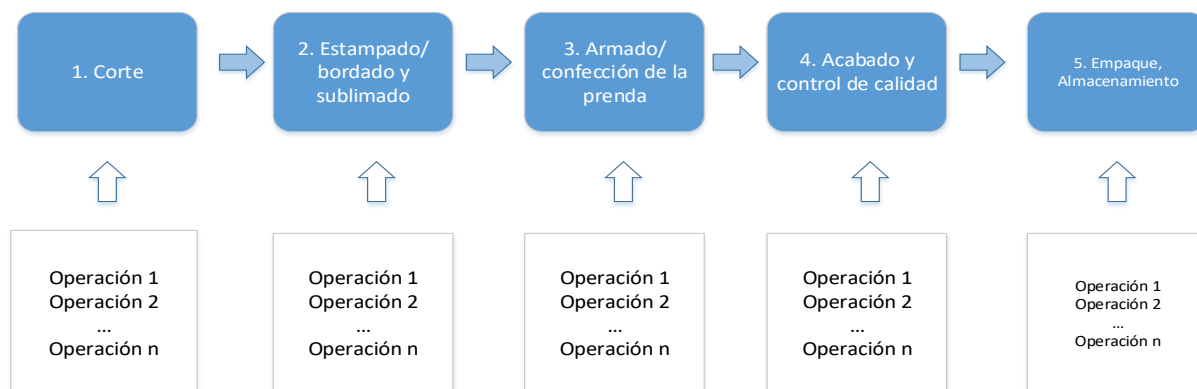 1. Corte
2. Estampado/
bordado y
sublimado
3. Armado/
confección de la
prenda
4. Acabado y
control de calidad
5. Empaque,
Almacenamiento
Operación 1
Operación 2
...
Operación n
Operación 1
Operación 2
...
Operación n
Operación 1
Operación 2
...
Operación n
Operación 1
Operación 2
...
Operación n
Operación 1
Operación 2
...
Operación n